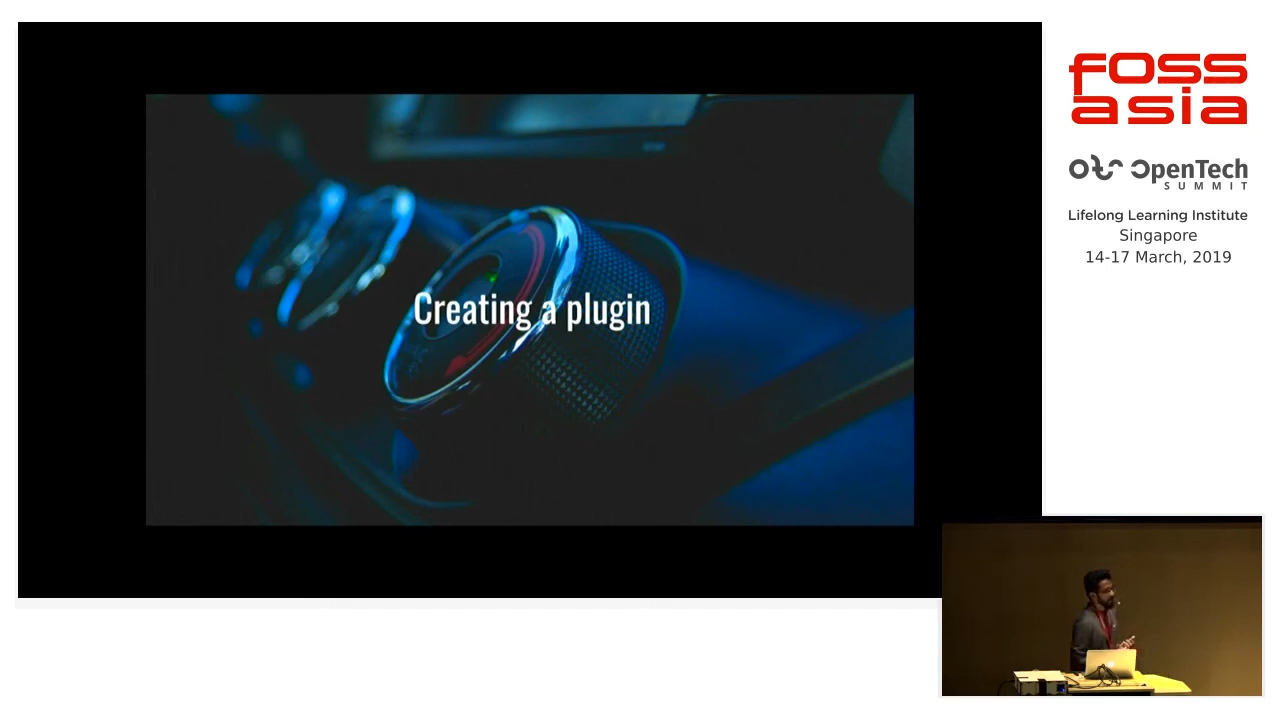 Creating a plugin
foss
asia
OpenTech
SUMMIT
Lifelong Learning Institute
Singapore
14-17 March, 2019